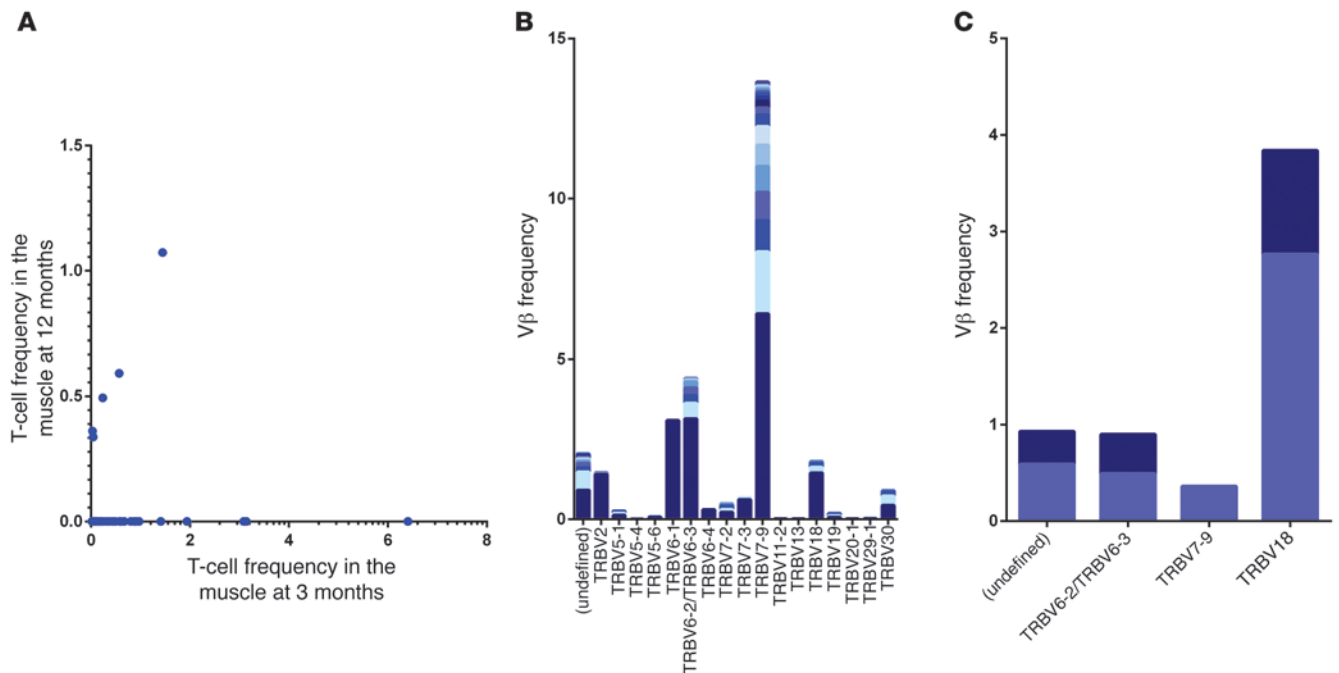 A
T-cell frequency in the
muscle at 12 months
1.5
1.0
0.5
0.0
0
2
4
6
8
T-cell frequency in the
muscle at 3 months
B
Vβ frequency
15
10
5
0
(undefined)
TRBV2
TRBV5-1
TRBV5-4
TRBV5-6
TRBV6-1
TRBV6-2/TRBV6-3
TRBV6-4
TRBV7-2
TRBV7-3
TRBV7-9
TRBV11-2
TRBV13
TRBV18
TRBV19
TRBV20-1
TRBV29-1
TRBV30
C
Vβ frequency
5
4
3
2
1
0
(undefined)
TRBV6-2/TRBV6-3
TRBV7-9
TRBV18